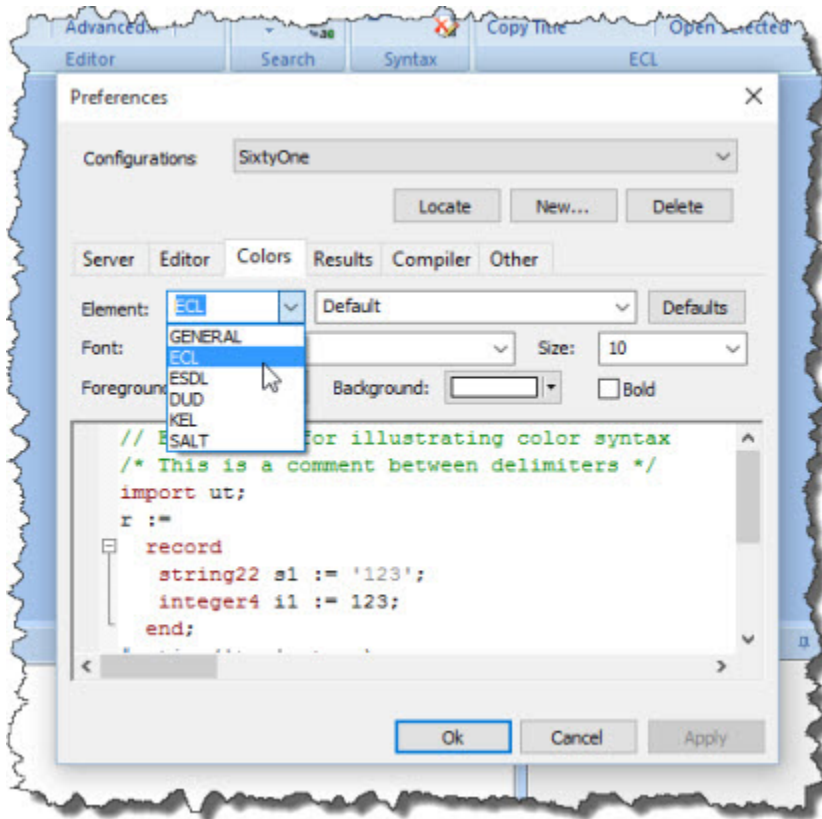 Advanced... Copy Title Open Selected
Editor Search Syntax ECL
Preferences
Configurations SixtyOne
Locate New... Delete
Server Editor Colors Results Compiler Other
Element: ECL Default Defaults
GENERAL
Font: Size: 10
ECL
ESDL
Foreground Background: Bold
DUD
KEL
SALT
// E for illustrating color syntax
/* This is a comment between delimiters */
import ut;
r :=
record
string22 s1 := '123';
integer4 i1 := 123;
end;
Ok Cancel Apply